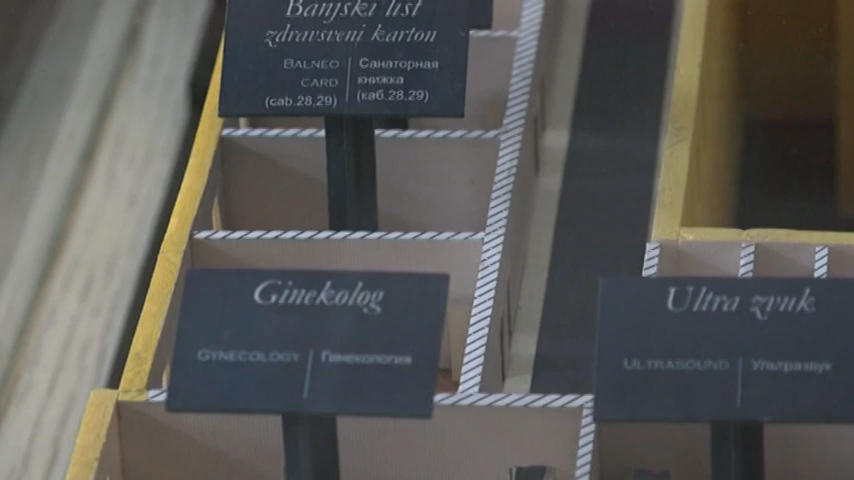 Banjski list
zdravsveni karton
BALNEO CARD (cab.28,29)
Санаторная книжка (каб.28,29)
Ginekolog
GYNECOLOGY
Гинекология
Ultra zvuk
ULTRASOUND
Ультразвук